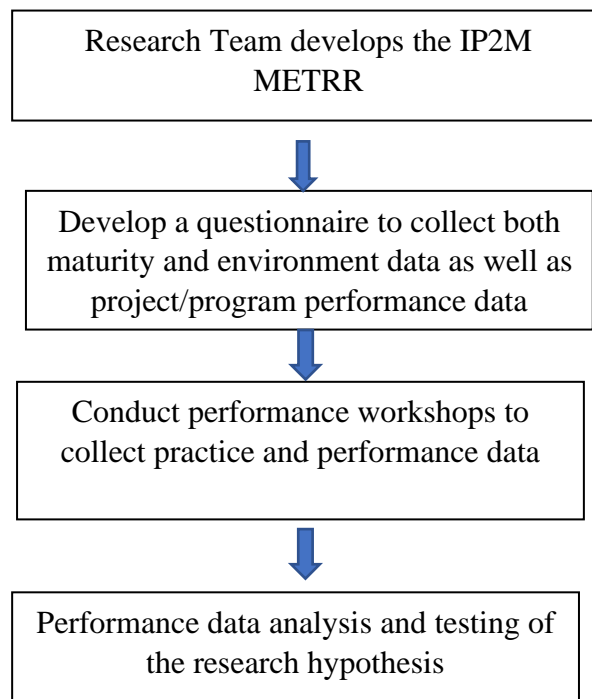 Research Team develops the IP2M
METRR
Develop a questionnaire to collect both
maturity and environment data as well as
project/program performance data
Conduct performance workshops to
collect practice and performance data
Performance data analysis and testing of
the research hypothesis